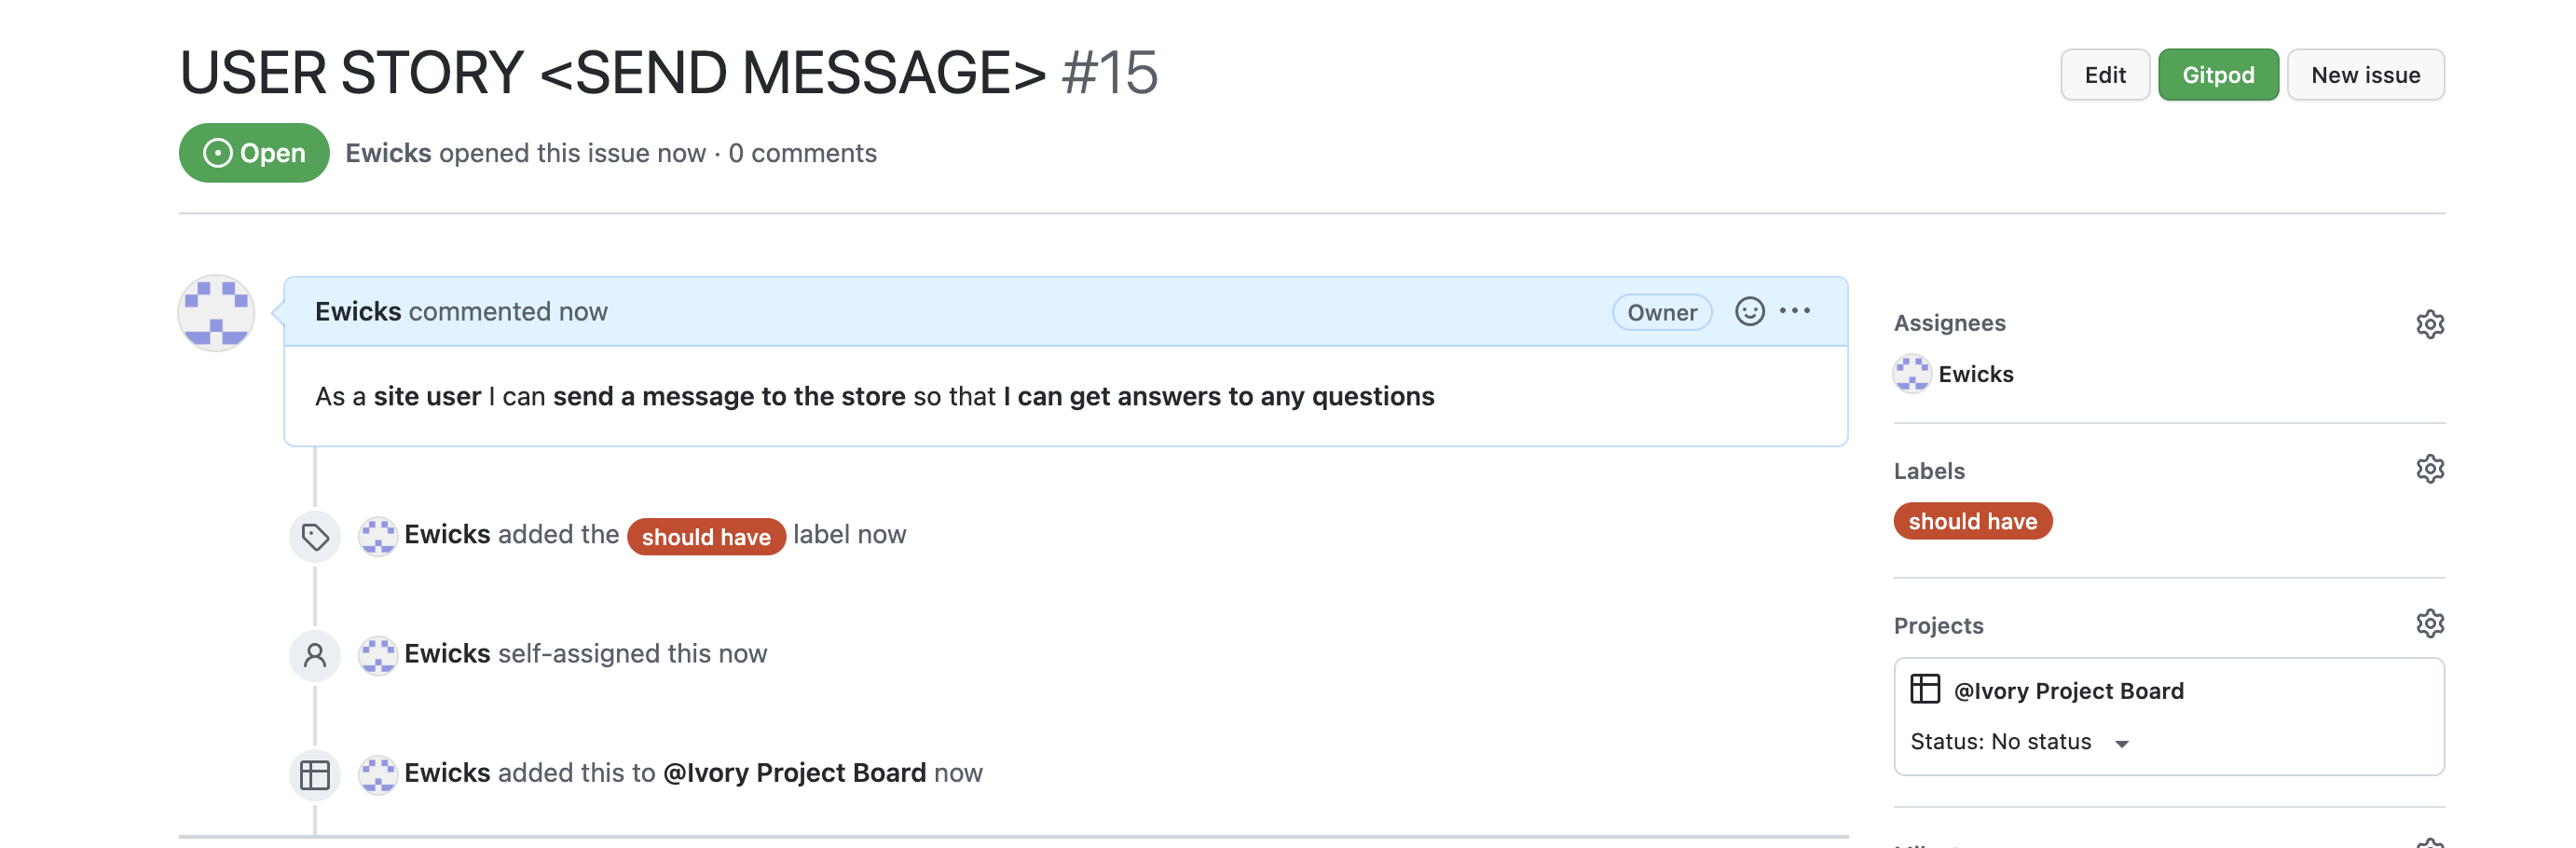 USER STORY <SEND MESSAGE> #15
Edit
Gitpod
New issue
Open
Ewicks opened this issue now · 0 comments
Ewicks commented now
Owner
As a site user I can send a message to the store so that I can get answers to any questions
Ewicks added the should have label now
Ewicks self-assigned this now
Ewicks added this to @Ivory Project Board now
Assignees
Ewicks
Labels
should have
Projects
@Ivory Project Board
Status: No status